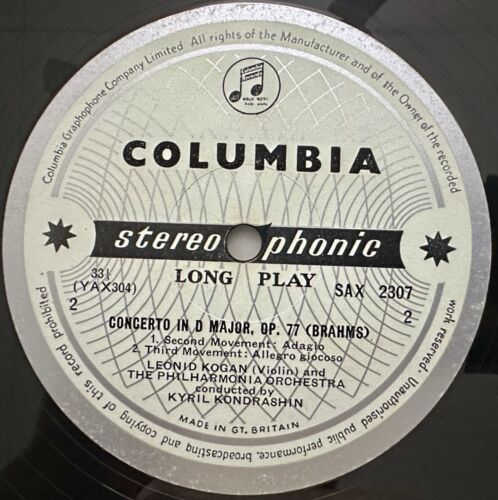 Columbia Graphophone Company Limited All rights of the Manufacturer and of the Owner of the recorded work reserved. Unauthorised public performance, broadcasting and copying of this record prohibited
Columbia
Records
COLUMBIA
stereophonic
LONG PLAY
33⅓
(YAX304)
2
SAX 2307
2
CONCERTO IN D MAJOR, OP. 77 (BRAHMS)
1. Second Movement: Adagio
2. Third Movement: Allegro giocoso
LEONID KOGAN (Violin) and
THE PHILHARMONIA ORCHESTRA
conducted by
KYRIL KONDRASHIN
MADE IN GT. BRITAIN